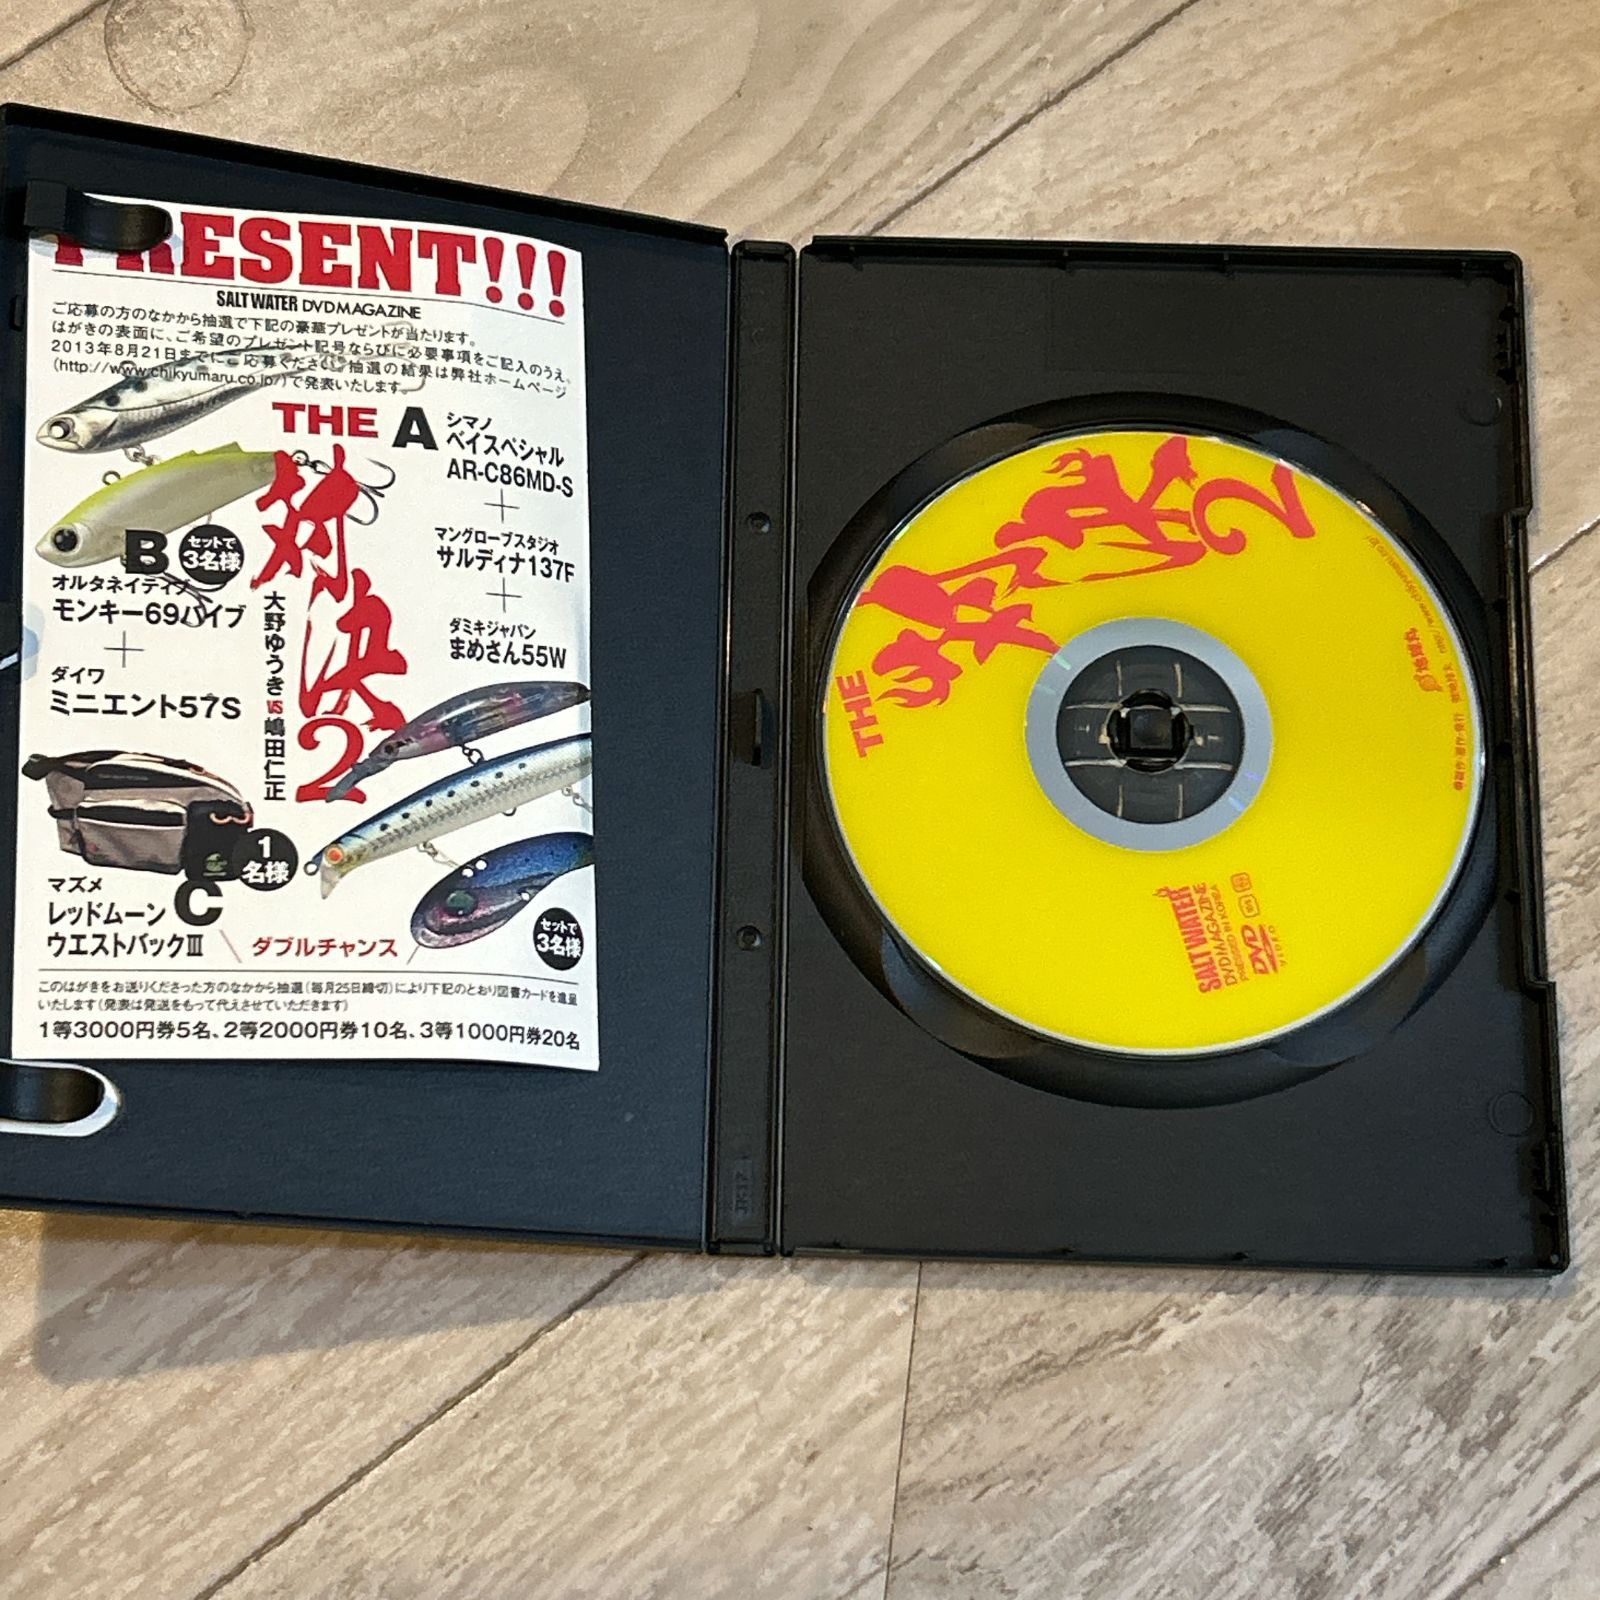 PRESENT!!!
SALT WATER DVD MAGAZINE
ご応募の方のなかから抽選で下記の豪華プレゼントが当たります。
はがきの表面に、ご希望のプレゼント記号ならびに必要事項をご記入のうえ、
2013年8月21日までにご応募ください。抽選の結果は弊社ホームページ
(http://www.chikyumaru.co.jp/)で発表いたします。
THE
対決2
大野ゆうき VS 嶋田仁正
A
シマノ
ベイスペシャル
AR-C86MD-S
+
マングローブスタジオ
サルディナ137F
+
ダミキジャパン
まめさん55W
セットで
3名様
B
セットで
3名様
オルタネイティブ
モンキー69バイブ
+
ダイワ
ミニエント57S
1
名様
マズメ
レッドムーン
ウエストバックⅢ
C
ダブルチャンス
このはがきをお送りくださった方のなかから抽選(毎月25日締切)により下記のとおり図書カードを進呈
いたします(発表は発送をもって代えさせていただきます)
1等3000円券5名、2等2000円券10名、3等1000円券20名
THE
対決2
SALT WATER
DVD MAGAZINE
PRESSED IN KOREA
DVD
VIDEO
地球丸
JK17